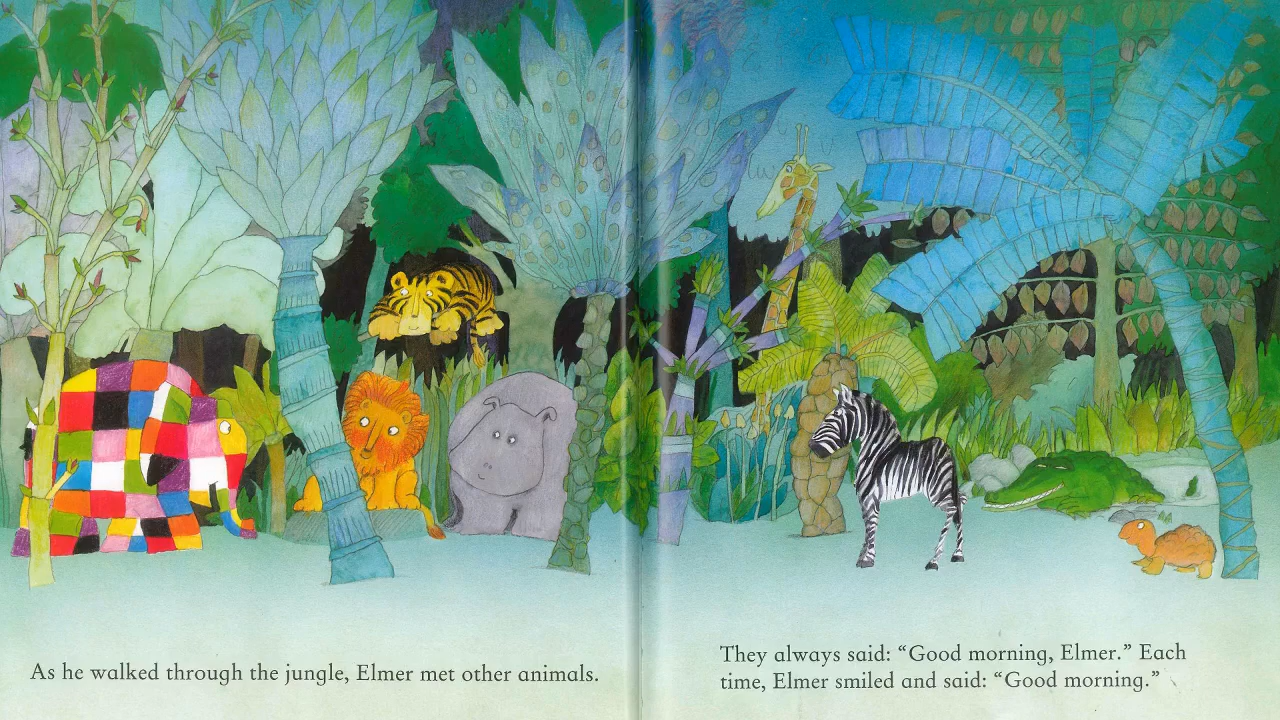 As he walked through the jungle, Elmer met other animals.
They always said: “Good morning, Elmer.” Each
time, Elmer smiled and said: “Good morning.”